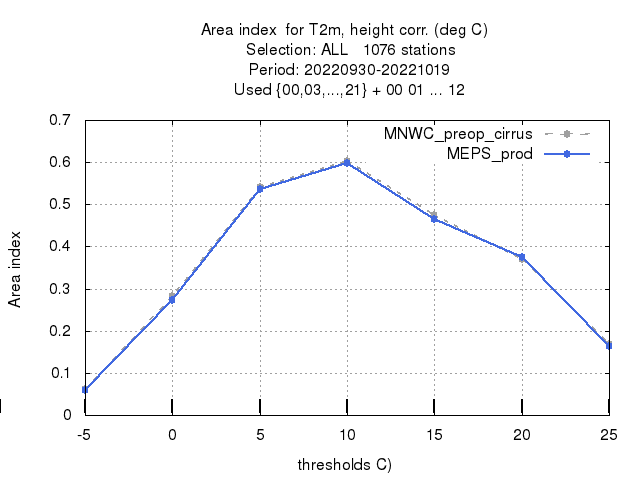 Area index  for T2m, height corr. (deg C)
Selection: ALL   1076 stations
Period: 20220930-20221019
Used {00,03,...,21} + 00 01 ... 12
MNWC_preop_cirrus
MEPS_prod
Area index
0.7
0.6
0.5
0.4
0.3
0.2
0.1
0
-5 0 5 10 15 20 25
thresholds C)